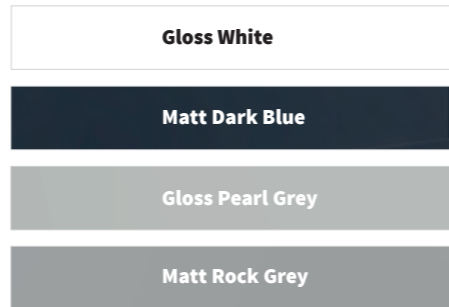 Gloss White
Matt Dark Blue
Gloss Pearl Grey
Matt Rock Grey